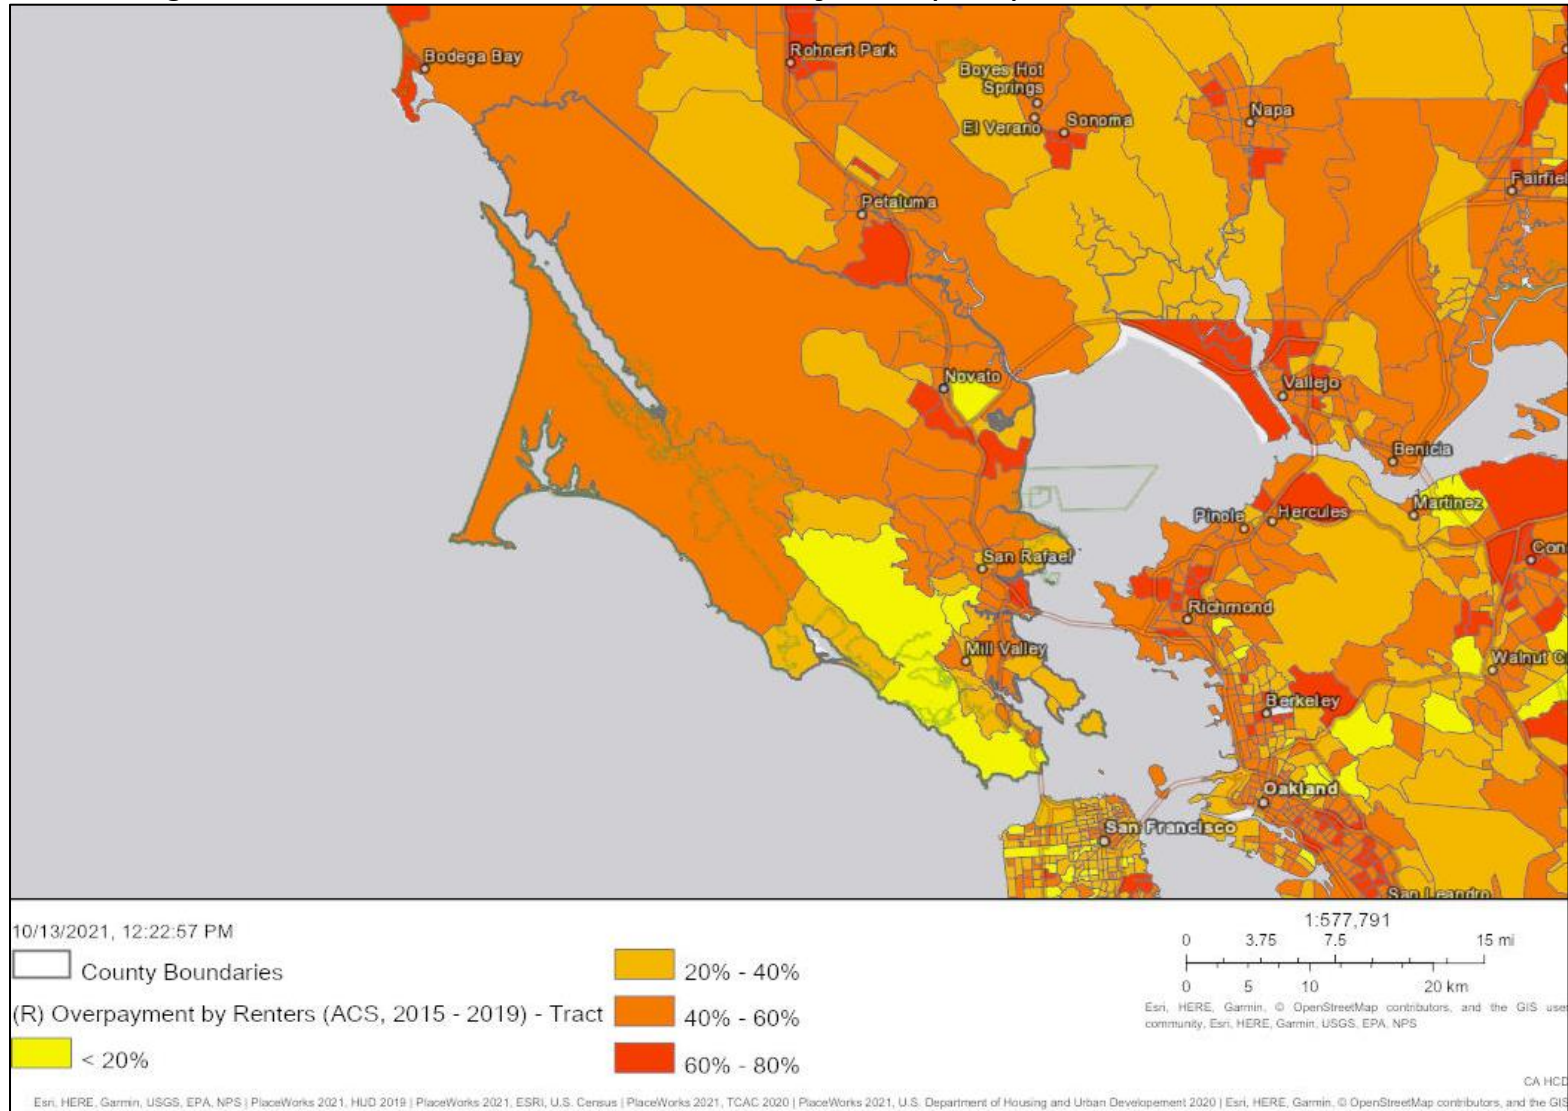 Bodega Bay
Rohnert Park
Boyes Hot
Springs
El Verano
Sonoma
Napa
Fairfiel
Petaluma
Novato
Vallejo
Benicia
Martinez
Pinole
Hercules
Con
San Rafael
Richmond
Mill Valley
Walnut C
Berkeley
Oakland
San Francisco
San Leandro
10/13/2021, 12:22:57 PM
County Boundaries
(R) Overpayment by Renters (ACS, 2015 - 2019) - Tract
< 20%
20% - 40%
40% - 60%
60% - 80%
1:577,791
0 3.75 7.5 15 mi
0 5 10 20 km
Esri, HERE, Garmin, © OpenStreetMap contributors, and the GIS user
community, Esri, HERE, Garmin, USGS, EPA, NPS
CA HCD
Esri, HERE, Garmin, USGS, EPA, NPS | PlaceWorks 2021, HUD 2019 | PlaceWorks 2021, ESRI, U.S. Census | PlaceWorks 2021, TCAC 2020 | PlaceWorks 2021, U.S. Department of Housing and Urban Developement 2020 | Esri, HERE, Garmin, © OpenStreetMap contributors, and the GIS